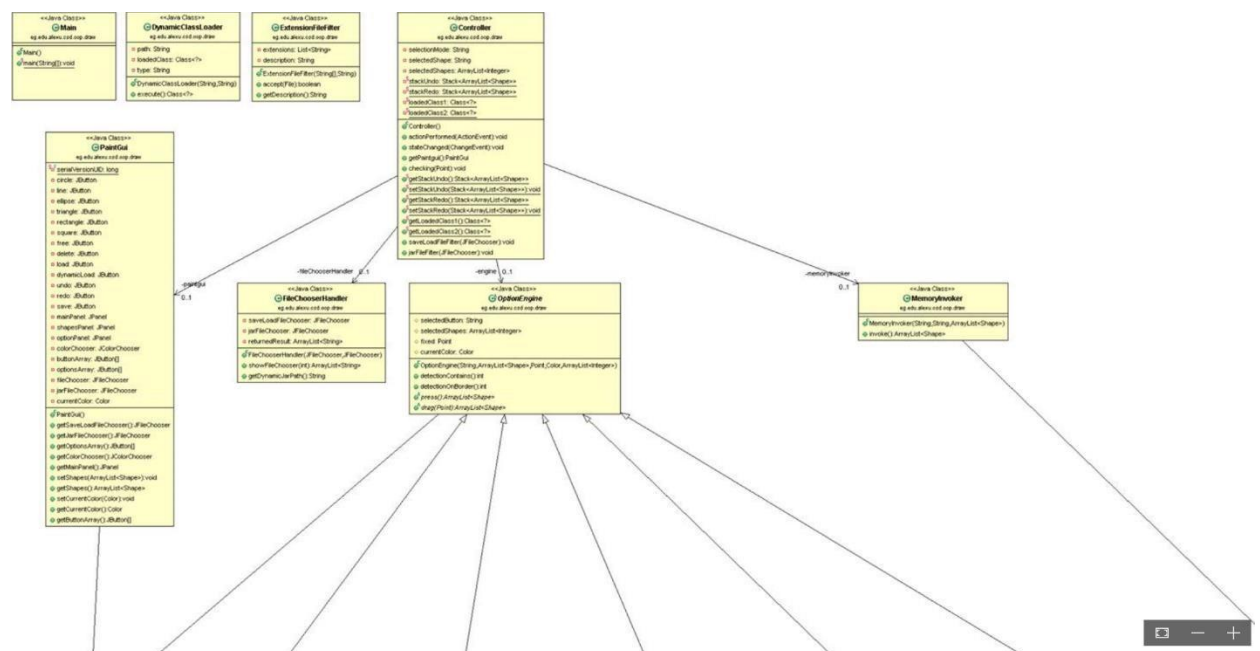 <<Java Class>>
Main
eg.edu.alexu.csd.oop.draw
Main()
main(String[]):void
<<Java Class>>
DynamicClassLoader
eg.edu.alexu.csd.oop.draw
path: String
loadedClass: Class<?>
type: String
DynamicClassLoader(String,String)
execute():Class<?>
<<Java Class>>
ExtensionFileFilter
eg.edu.alexu.csd.oop.draw
extensions: List<String>
description: String
ExtensionFileFilter(String[],String)
accept(File):boolean
getDescription():String
<<Java Class>>
Controller
eg.edu.alexu.csd.oop.draw
selectionMode: String
selectedShape: String
selectedShapes: ArrayList<Integer>
stackUndo: Stack<ArrayList<Shape>>
stackRedo: Stack<ArrayList<Shape>>
loadedClass1: Class<?>
loadedClass2: Class<?>
Controller()
actionPerformed(ActionEvent):void
stateChanged(ChangeEvent):void
getPaintgui():PaintGui
checking(Point):void
getStackUndo():Stack<ArrayList<Shape>>
setStackUndo(Stack<ArrayList<Shape>>):void
getStackRedo():Stack<ArrayList<Shape>>
setStackRedo(Stack<ArrayList<Shape>>):void
getLoadedClass1():Class<?>
getLoadedClass2():Class<?>
saveLoadFileFilter(JFileChooser):void
jarFileFilter(JFileChooser):void
<<Java Class>>
PaintGui
eg.edu.alexu.csd.oop.draw
serialVersionUID: long
circle: JButton
line: JButton
ellipse: JButton
triangle: JButton
rectangle: JButton
square: JButton
free: JButton
delete: JButton
load: JButton
dynamicLoad: JButton
undo: JButton
redo: JButton
save: JButton
mainPanel: JPanel
shapesPanel: JPanel
optionPanel: JPanel
colorChooser: JColorChooser
buttonArray: JButton[]
optionsArray: JButton[]
fileChooser: JFileChooser
jarFileChooser: JFileChooser
currentColor: Color
PaintGui()
getSaveLoadFileChooser():JFileChooser
getJarFileChooser():JFileChooser
getOptionsArray():JButton[]
getColorChooser():JColorChooser
getMainPanel():JPanel
setShapes(ArrayList<Shape>):void
getShapes():ArrayList<Shape>
setCurrentColor(Color):void
getCurrentColor():Color
getButtonArray():JButton[]
-paintgui
0..1
-fileChooserHandler 0..1
-engine 0..1
-memoryInvoker
0..1
<<Java Class>>
FileChooserHandler
eg.edu.alexu.csd.oop.draw
saveLoadFileChooser: JFileChooser
jarFileChooser: JFileChooser
returnedResult: ArrayList<String>
FileChooserHandler(JFileChooser,JFileChooser)
showFileChooser(int):ArrayList<String>
getDynamicJarPath():String
<<Java Class>>
OptionEngine
eg.edu.alexu.csd.oop.draw
selectedButton: String
selectedShapes: ArrayList<Integer>
fixed: Point
currentColor: Color
OptionEngine(String,ArrayList<Shape>,Point,Color,ArrayList<Integer>)
detectionContains():int
detectionOnBorder():int
press():ArrayList<Shape>
drag(Point):ArrayList<Shape>
<<Java Class>>
MemoryInvoker
eg.edu.alexu.csd.oop.draw
MemoryInvoker(String,String,ArrayList<Shape>)
invoke():ArrayList<Shape>